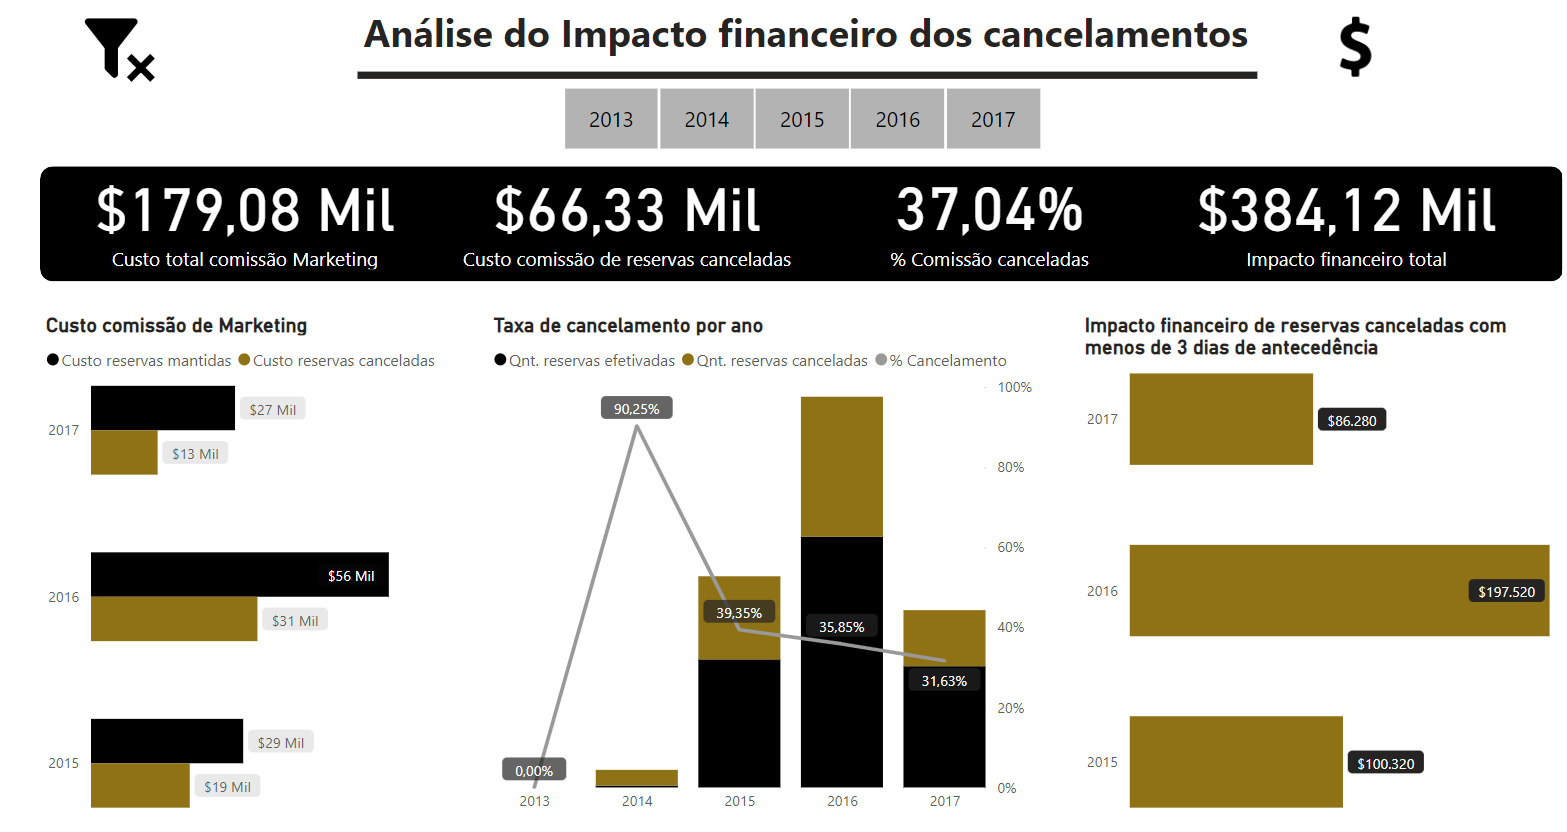 Análise do Impacto financeiro dos cancelamentos
$
2013 2014 2015 2016 2017
$179,08 Mil $66,33 Mil 37,04% $384,12 Mil
Custo total comissão Marketing Custo comissão de reservas canceladas % Comissão canceladas Impacto financeiro total
Custo comissão de Marketing
Custo reservas mantidas Custo reservas canceladas
2017
$27 Mil
$13 Mil
2016
$56 Mil
$31 Mil
2015
$29 Mil
$19 Mil
Taxa de cancelamento por ano
Qnt. reservas efetivadas Qnt. reservas canceladas % Cancelamento
100%
80%
60%
40%
20%
0%
0,00%
90,25%
39,35%
35,85%
31,63%
2013 2014 2015 2016 2017
Impacto financeiro de reservas canceladas com
menos de 3 dias de antecedência
2017 $86.280
2016 $197.520
2015 $100.320